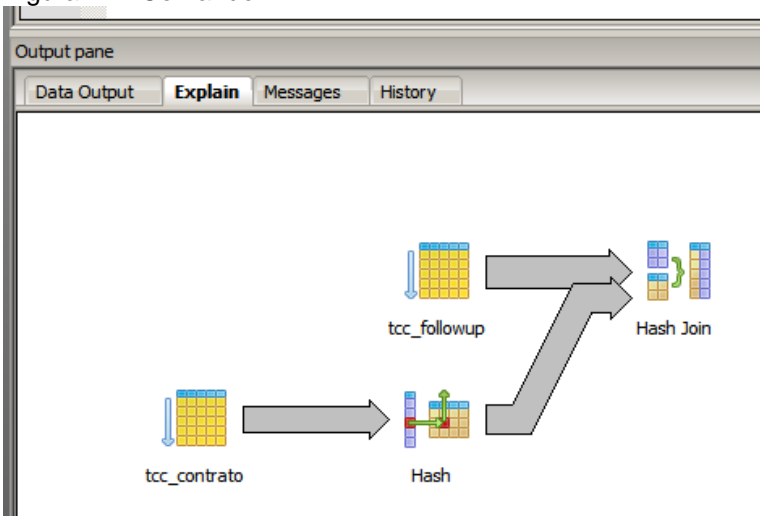 Output pane
Data Output Explain Messages History
tcc_followup
Hash Join
tcc_contrato
Hash